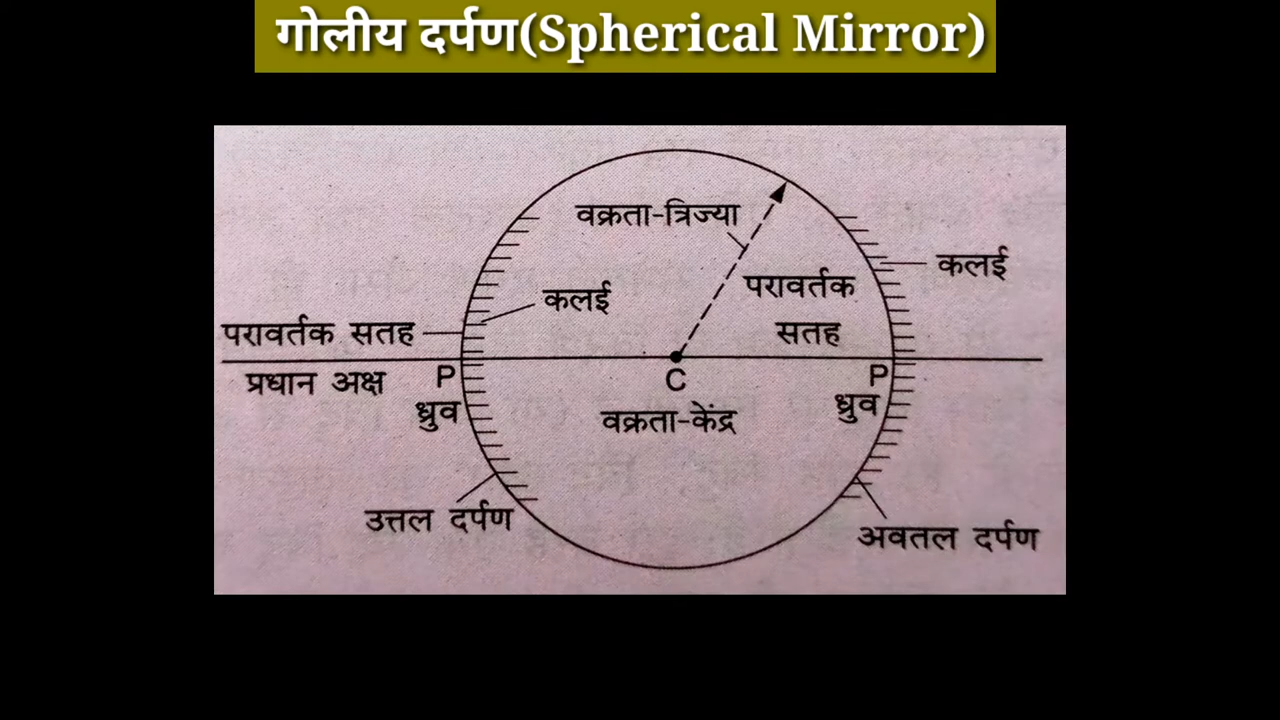 गोलीय दर्पण(Spherical Mirror)
वक्रता-त्रिज्या
कलई
परावर्तक
सतह
कलई
परावर्तक सतह
प्रधान अक्ष
P
ध्रुव
C
वक्रता-केंद्र
P
ध्रुव
उत्तल दर्पण
अवतल दर्पण